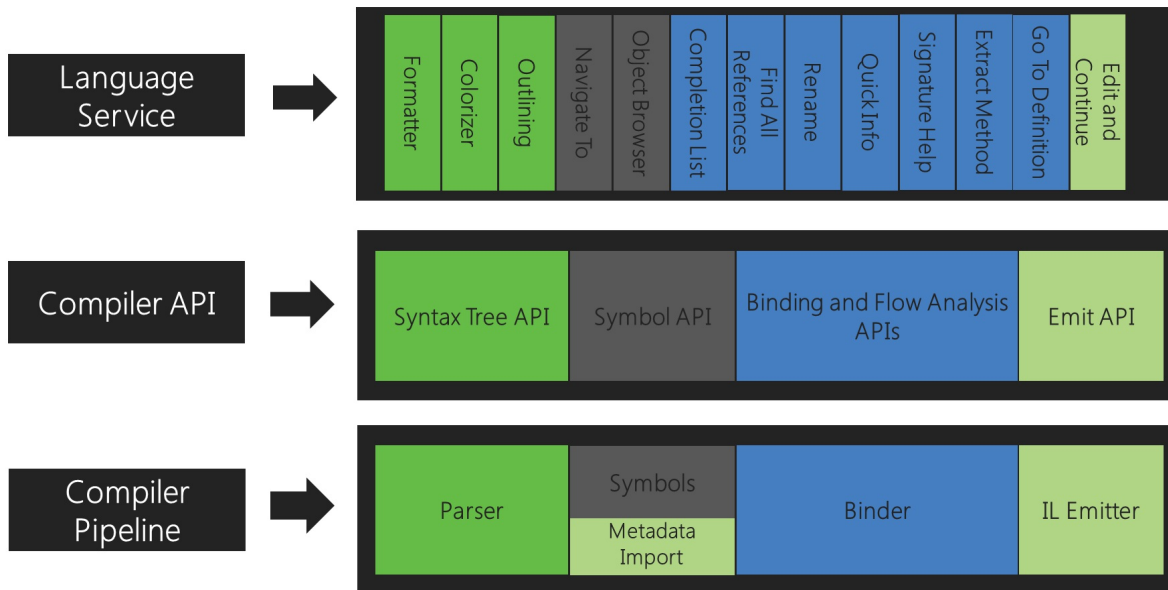 Language
Service
Formatter
Colorizer
Outlining
Navigate To
Object Browser
Completion List
Find All
References
Rename
Quick Info
Signature Help
Extract Method
Go To Definition
Edit and
Continue
Compiler API
Syntax Tree API
Symbol API
Binding and Flow Analysis
APIs
Emit API
Compiler
Pipeline
Parser
Symbols
Metadata
Import
Binder
IL Emitter